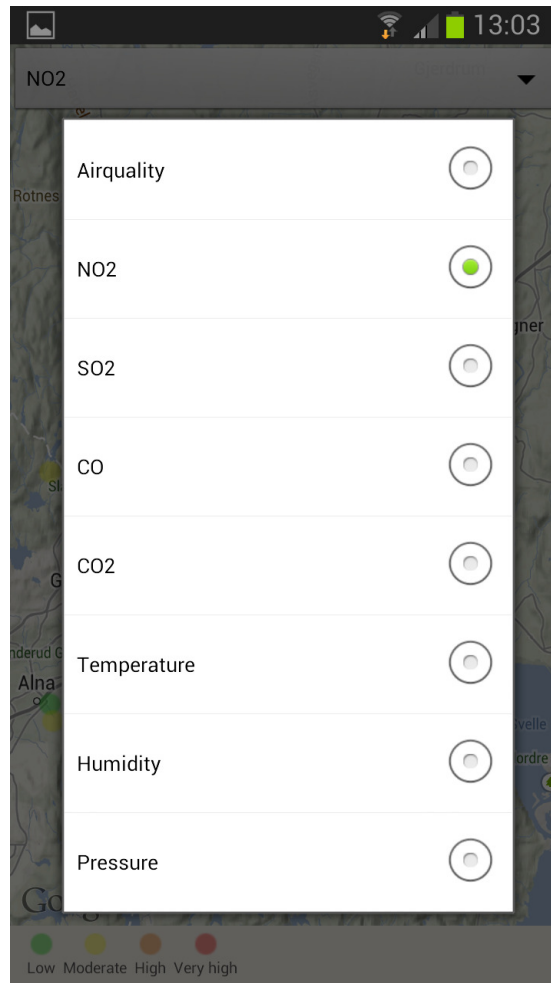 13:03
NO2
Rotnes
Airquality
NO2
SO2
CO
CO2
Temperature
Humidity
Pressure
Alna
Low Moderate High Very high